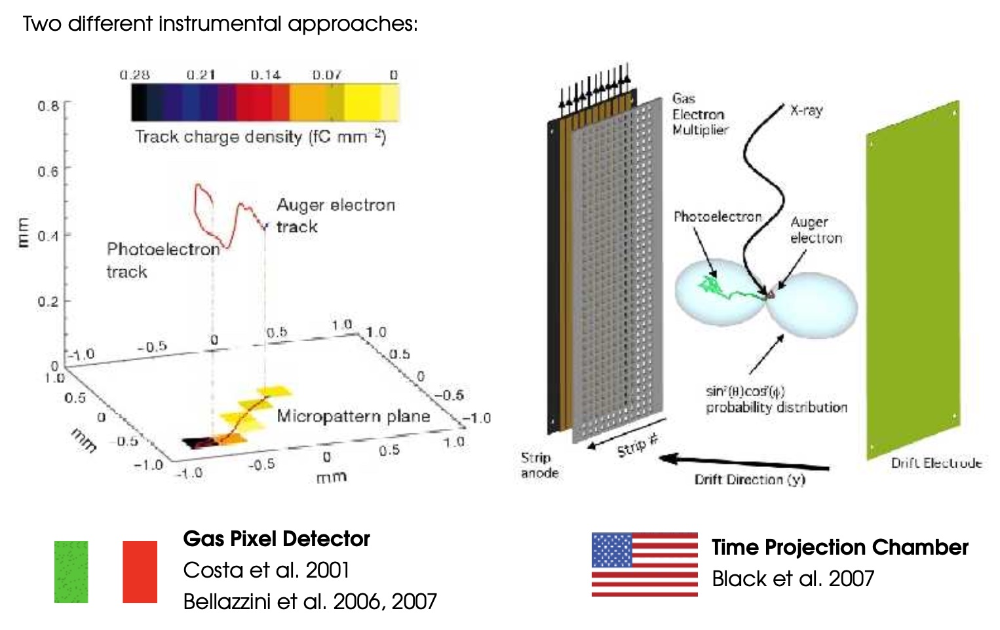 Two different instrumental approaches:
0.28 0.21 0.14 0.07 0
Track charge density (fC mm⁻²)
0.8
0.6
0.4
0.2
0
mm
Photoelectron
track
Auger electron
track
-1.0 -0.5 0 0.5 1.0
1.0 0.5 0 -0.5 -1.0
1.0 0.5 0 -0.5 -1.0
mm
Micropattern plane
-1.0 -0.5 0 0.5 1.0
mm
Gas
Electron
Multiplier
X-ray
Photoelectron
Auger
electron
sin²(θ)cos²(ϕ)
probability distribution
Strip #
Strip
anode
Drift Direction (y)
Drift Electrode
Gas Pixel Detector
Costa et al. 2001
Bellazzini et al. 2006, 2007
Time Projection Chamber
Black et al. 2007